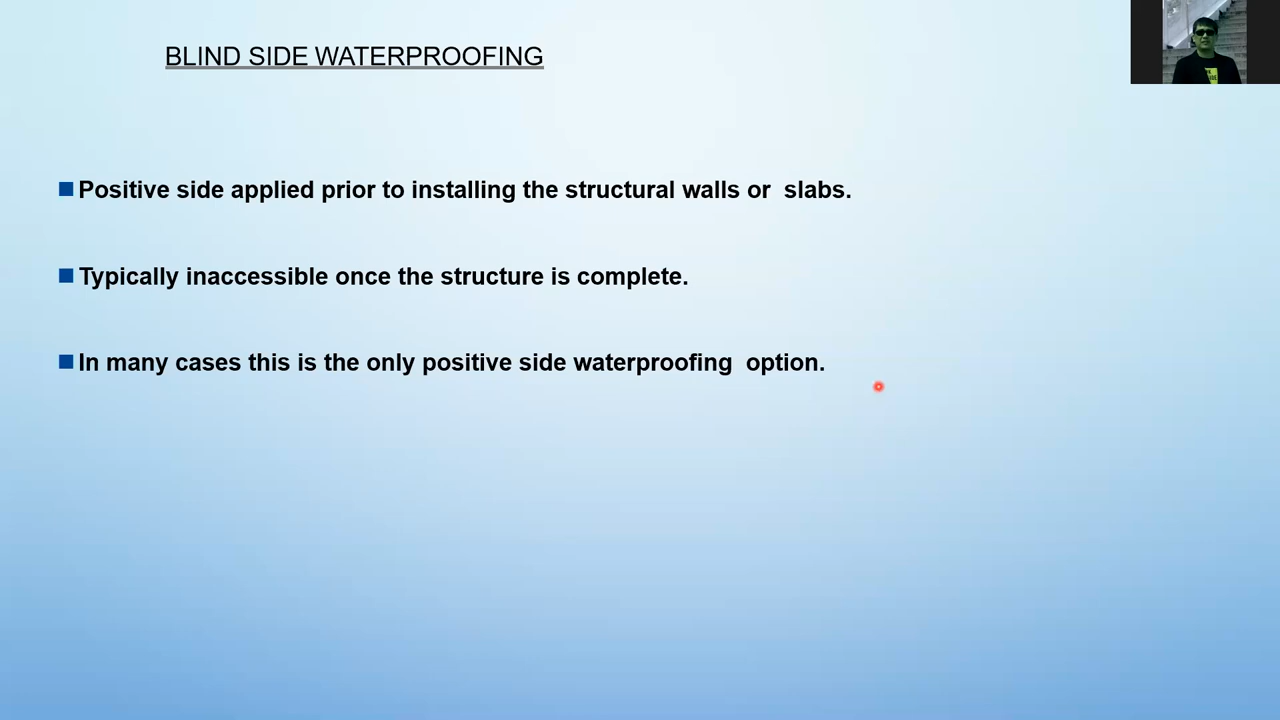 BLIND SIDE WATERPROOFING
Positive side applied prior to installing the structural walls or  slabs.
Typically inaccessible once the structure is complete.
In many cases this is the only positive side waterproofing  option.